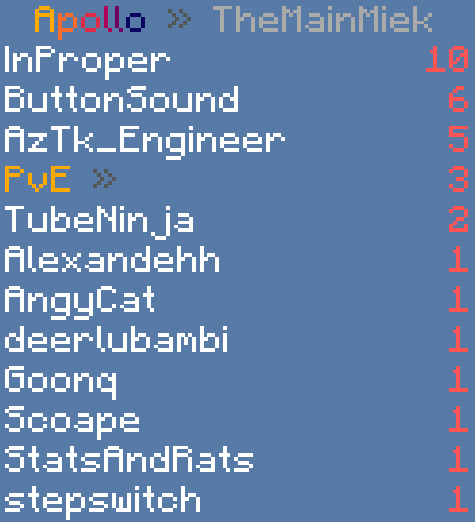 Apollo » TheMainMiek
InProper 10
ButtonSound 6
AzTk_Engineer 5
PvE » 3
TubeNinja 2
Alexandehh 1
AngyCat 1
deerlubambi 1
Goonq 1
Scoape 1
StatsAndRats 1
stepswitch 1